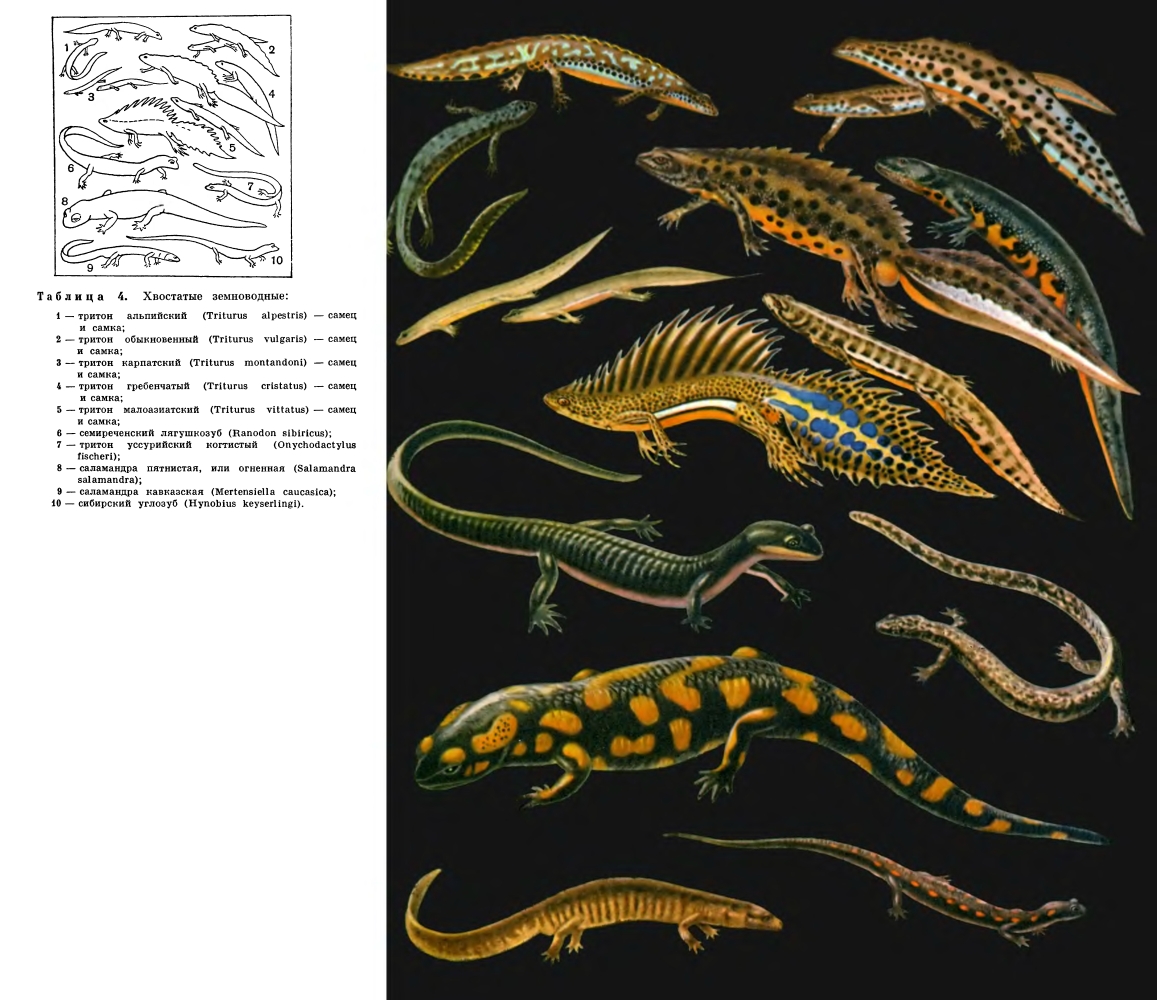 1
2
3
4
5
6
7
8
9
10
Таблица 4. Хвостатые земноводные:
1 — тритон альпийский (Triturus alpestris) — самец
и самка;
2 — тритон обыкновенный (Triturus vulgaris) — самец
и самка;
3 — тритон карпатский (Triturus montandoni) — самец
и самка;
4 — тритон гребенчатый (Triturus cristatus) — самец
и самка;
5 — тритон малоазиатский (Triturus vittatus) — самец
и самка;
6 — семиреченский лягушкозуб (Ranodon sibiricus);
7 — тритон уссурийский когтистый (Onychodactylus
fischeri);
8 — саламандра пятнистая, или огненная (Salamandra
salamandra);
9 — саламандра кавказская (Mertensiella caucasica);
10 — сибирский углозуб (Hynobius keyserlingi).